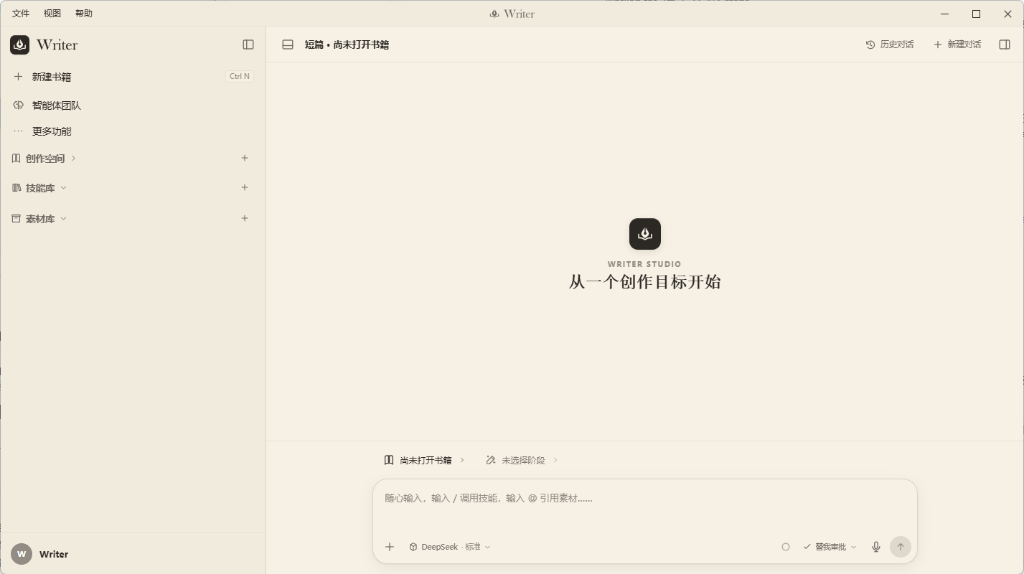 文件 视图 帮助
Writer
Writer
新建书籍 Ctrl N
智能体团队
更多功能
创作空间
技能库
素材库
Writer
短篇 • 尚未打开书籍
历史对话
新建对话
WRITER STUDIO
从一个创作目标开始
尚未打开书籍
未选择阶段
随心输入,输入 / 调用技能,输入 @ 引用素材……
DeepSeek · 标准
替我审批
W